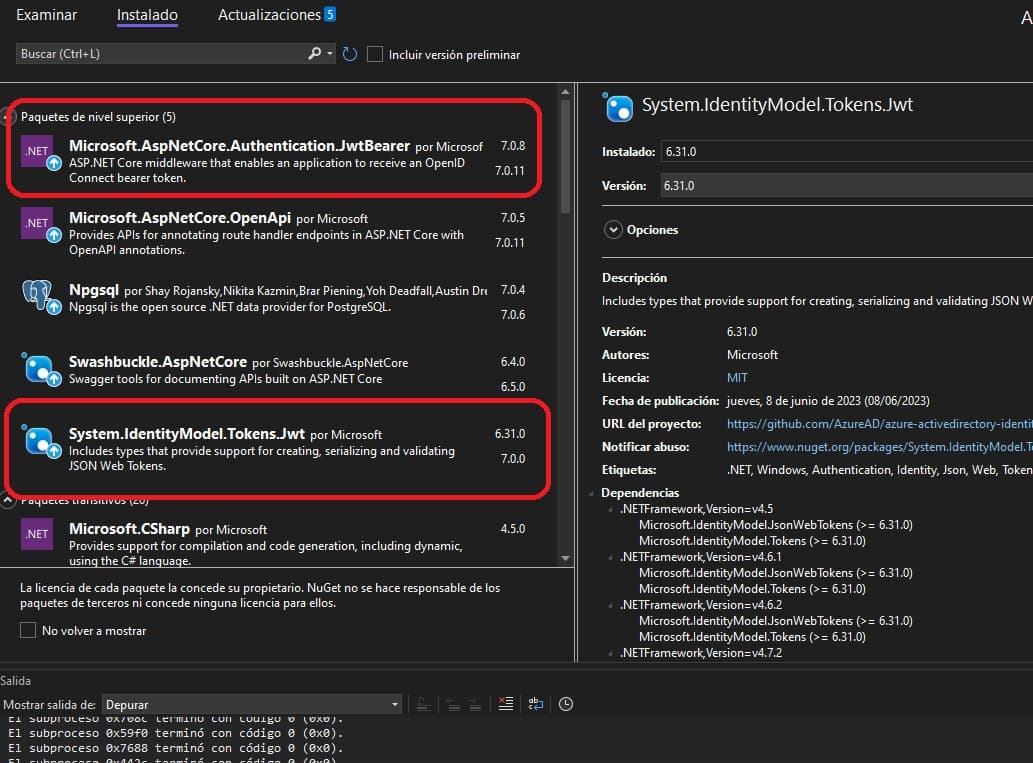 Examinar
Instalado
Actualizaciones 5
A
Buscar (Ctrl+L)
Incluir versión preliminar
Paquetes de nivel superior (5)
.NET
Microsoft.AspNetCore.Authentication.JwtBearer por Microsof
7.0.8
ASP.NET Core middleware that enables an application to receive an OpenID
Connect bearer token.
7.0.11
.NET
Microsoft.AspNetCore.OpenApi por Microsoft
7.0.5
Provides APIs for annotating route handler endpoints in ASP.NET Core with
OpenAPI annotations.
7.0.11
Npgsql por Shay Rojansky,Nikita Kazmin,Brar Piening,Yoh Deadfall,Austin Dre
7.0.4
Npgsql is the open source .NET data provider for PostgreSQL.
7.0.6
Swashbuckle.AspNetCore por Swashbuckle.AspNetCore
6.4.0
Swagger tools for documenting APIs built on ASP.NET Core
6.5.0
System.IdentityModel.Tokens.Jwt por Microsoft
6.31.0
Includes types that provide support for creating, serializing and validating
JSON Web Tokens.
7.0.0
Paquetes transitivos (20)
.NET
Microsoft.CSharp por Microsoft
4.5.0
Provides support for compilation and code generation, including dynamic,
using the C# language.
La licencia de cada paquete la concede su propietario. NuGet no se hace responsable de los
paquetes de terceros ni concede ninguna licencia para ellos.
No volver a mostrar
System.IdentityModel.Tokens.Jwt
Instalado: 6.31.0
Versión: 6.31.0
Opciones
Descripción
Includes types that provide support for creating, serializing and validating JSON W
Versión: 6.31.0
Autores: Microsoft
Licencia: MIT
Fecha de publicación: jueves, 8 de junio de 2023 (08/06/2023)
URL del proyecto: https://github.com/AzureAD/azure-activedirectory-identit
Notificar abuso: https://www.nuget.org/packages/System.IdentityModel.T
Etiquetas: .NET, Windows, Authentication, Identity, Json, Web, Token
Dependencias
.NETFramework,Version=v4.5
Microsoft.IdentityModel.JsonWebTokens (>= 6.31.0)
Microsoft.IdentityModel.Tokens (>= 6.31.0)
.NETFramework,Version=v4.6.1
Microsoft.IdentityModel.JsonWebTokens (>= 6.31.0)
Microsoft.IdentityModel.Tokens (>= 6.31.0)
.NETFramework,Version=v4.6.2
Microsoft.IdentityModel.JsonWebTokens (>= 6.31.0)
Microsoft.IdentityModel.Tokens (>= 6.31.0)
.NETFramework,Version=v4.7.2
Salida
Mostrar salida de: Depurar
El subproceso 0x708c terminó con código 0 (0x0).
El subproceso 0x59f0 terminó con código 0 (0x0).
El subproceso 0x7688 terminó con código 0 (0x0).
El subproceso 0x442c terminó con código 0 (0x0).